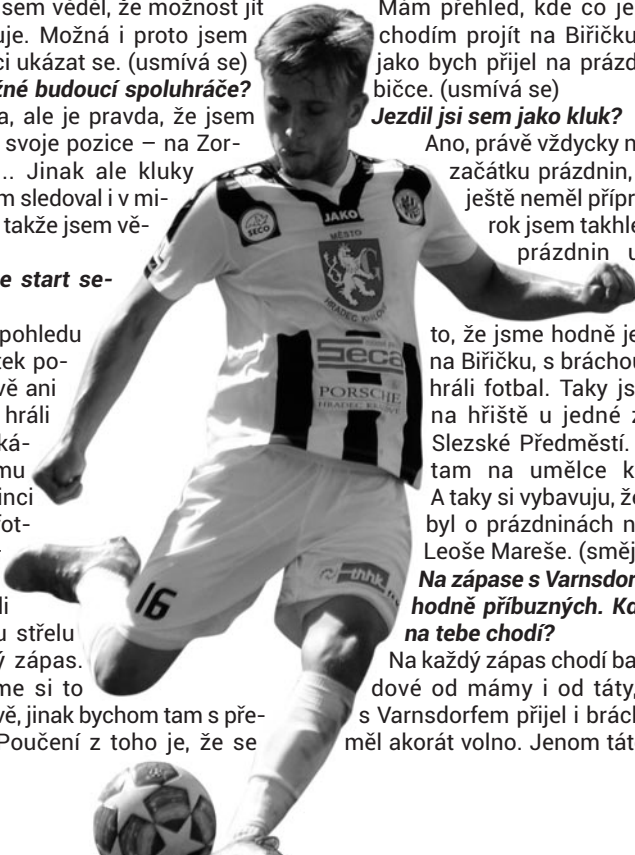 sem věděl, že možnost jít
uje. Možná i proto jsem
ci ukázat se. (usmívá se)
žné budoucí spoluhráče?
a, ale je pravda, že jsem
svoje pozice – na Zor-
.. Jinak ale kluky
m sledoval i v mi-
takže jsem vě-
e start se-
pohledu
tek po-
vě ani
hráli
ká-
mu
inci
fot-
-
li
u střelu
ý zápas.
me si to
vě, jinak bychom tam s pře-
Poučení z toho je, že se
Mám přehled, kde co je
chodím projít na Biřičku
jako bych přijel na prázd
bičce. (usmívá se)
Jezdil jsi sem jako kluk?
Ano, právě vždycky n
začátku prázdnin,
ještě neměl přípr
rok jsem takhle
prázdnin u
to, že jsme hodně je
na Biřičku, s bráchou
hráli fotbal. Taky js
na hřiště u jedné z
Slezské Předměstí.
tam na umělce k
A taky si vybavuju, že
byl o prázdninách n
Leoše Mareše. (směj
Na zápase s Varnsdor
hodně příbuzných. Kd
na tebe chodí?
Na každý zápas chodí ba
dové od mámy i od táty,
s Varnsdorfem přijel i brách
měl akorát volno. Jenom tát
JAKO
SECO
MĚSTO
HRADEC KRÁLOVÉ
Seco
PORSCHE
HRADEC KRÁLOVÉ
16
thhk